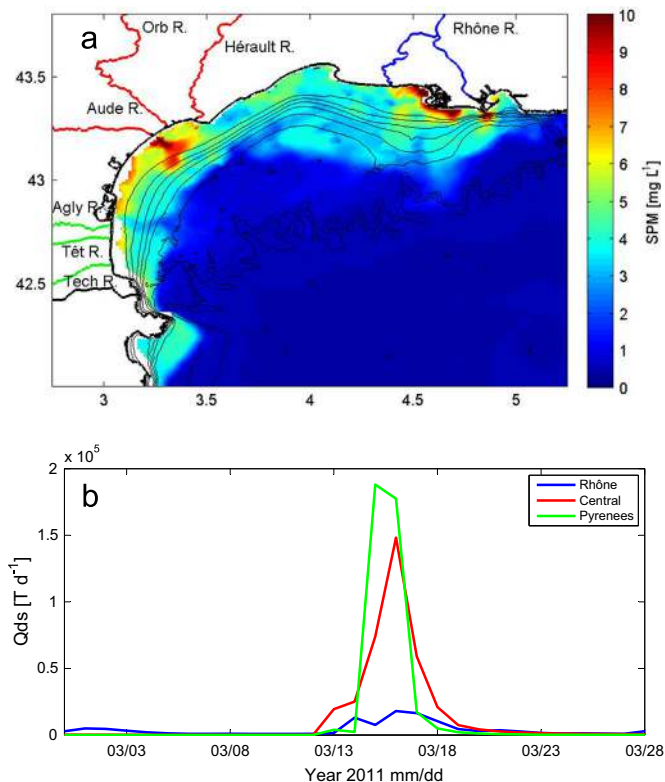 a
Orb R.
Hérault R.
Rhône R.
Aude R.
Agly R.
Têt R.
Tech R.
43.5
43
42.5
3
3.5
4
4.5
5
10
9
8
7
6
5
4
3
2
1
0
SPM [mg L⁻¹]
b
x 10⁵
2
1.5
1
0.5
0
Qds [T d⁻¹]
Rhône
Central
Pyrenees
03/03
03/08
03/13
03/18
03/23
03/28
Year 2011 mm/dd